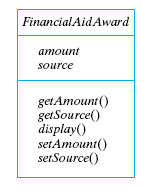 FinancialAidAward
amount
source
getAmount()
getSource()
display()
setAmount()
setSource()